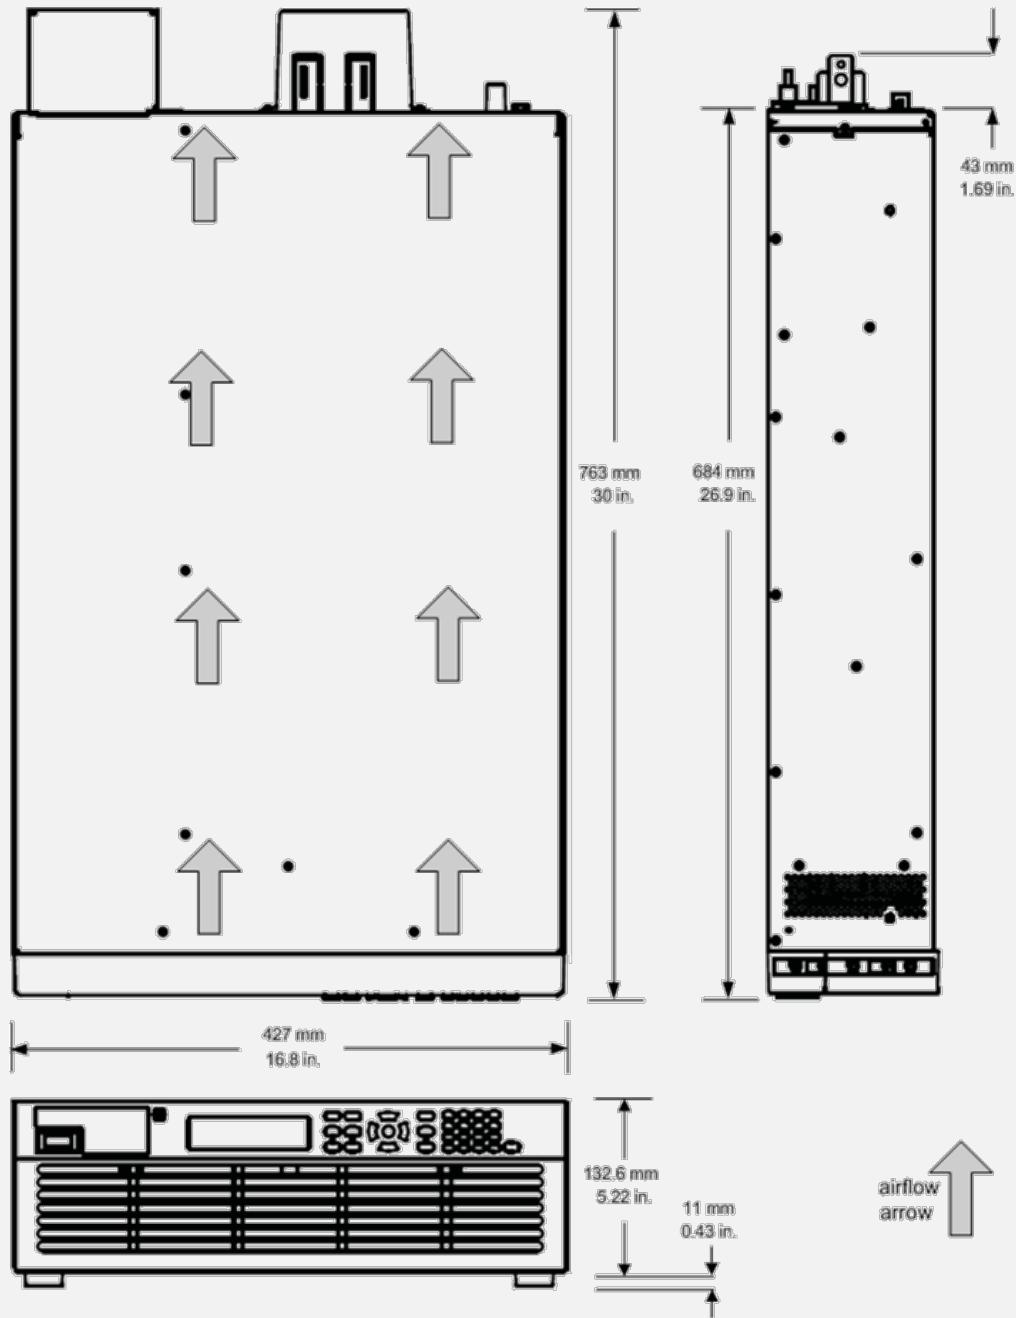 43 mm
1.69 in.
763 mm
30 in.
684 mm
26.9 in.
427 mm
16.8 in.
132.6 mm
5.22 in.
11 mm
0.43 in.
airflow
arrow